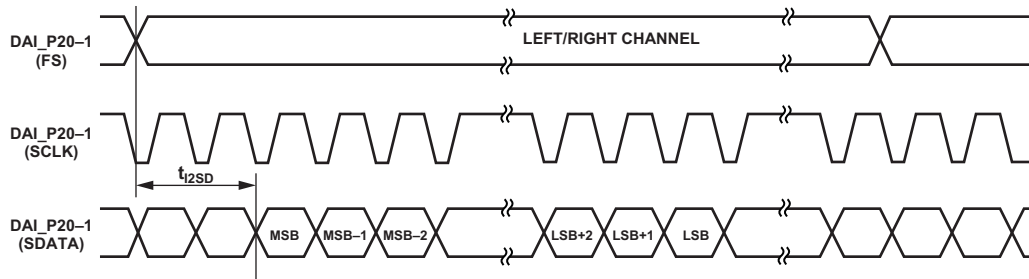 DAI_P20–1
(FS)
LEFT/RIGHT CHANNEL
DAI_P20–1
(SCLK)
tI2SD
DAI_P20–1
(SDATA)
MSB
MSB–1
MSB–2
LSB+2
LSB+1
LSB